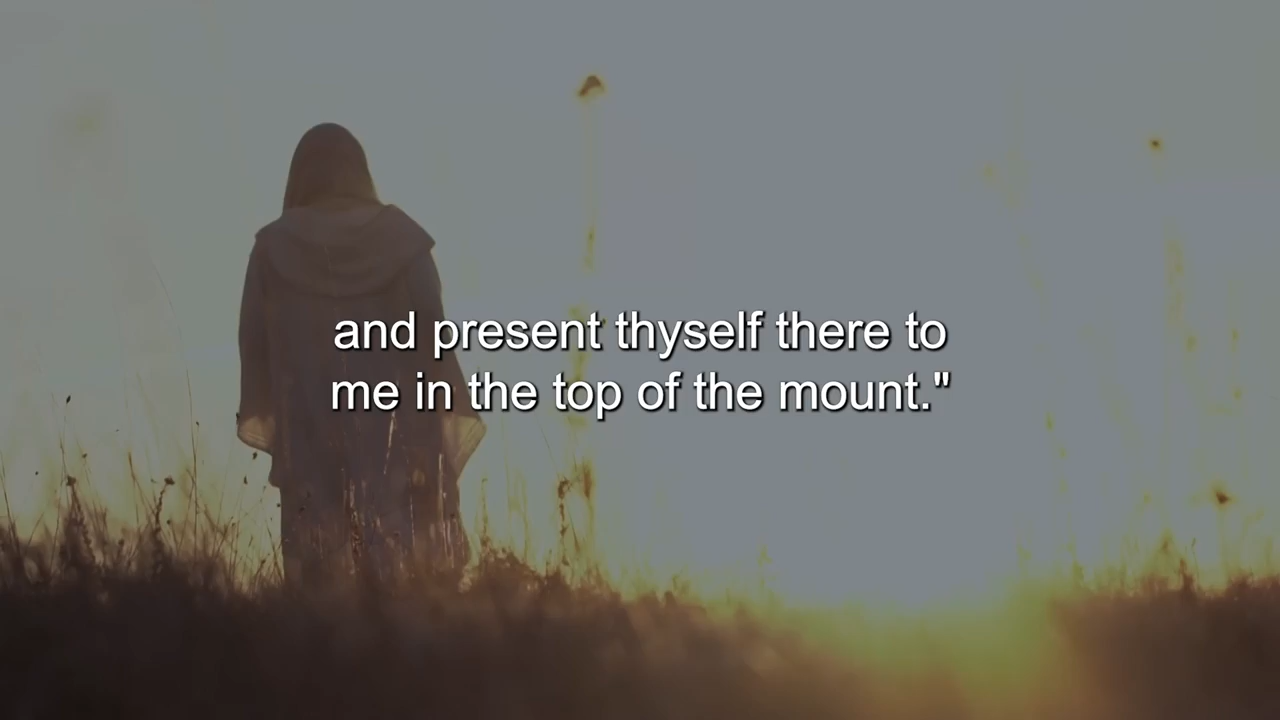 and present thyself there to
me in the top of the mount."